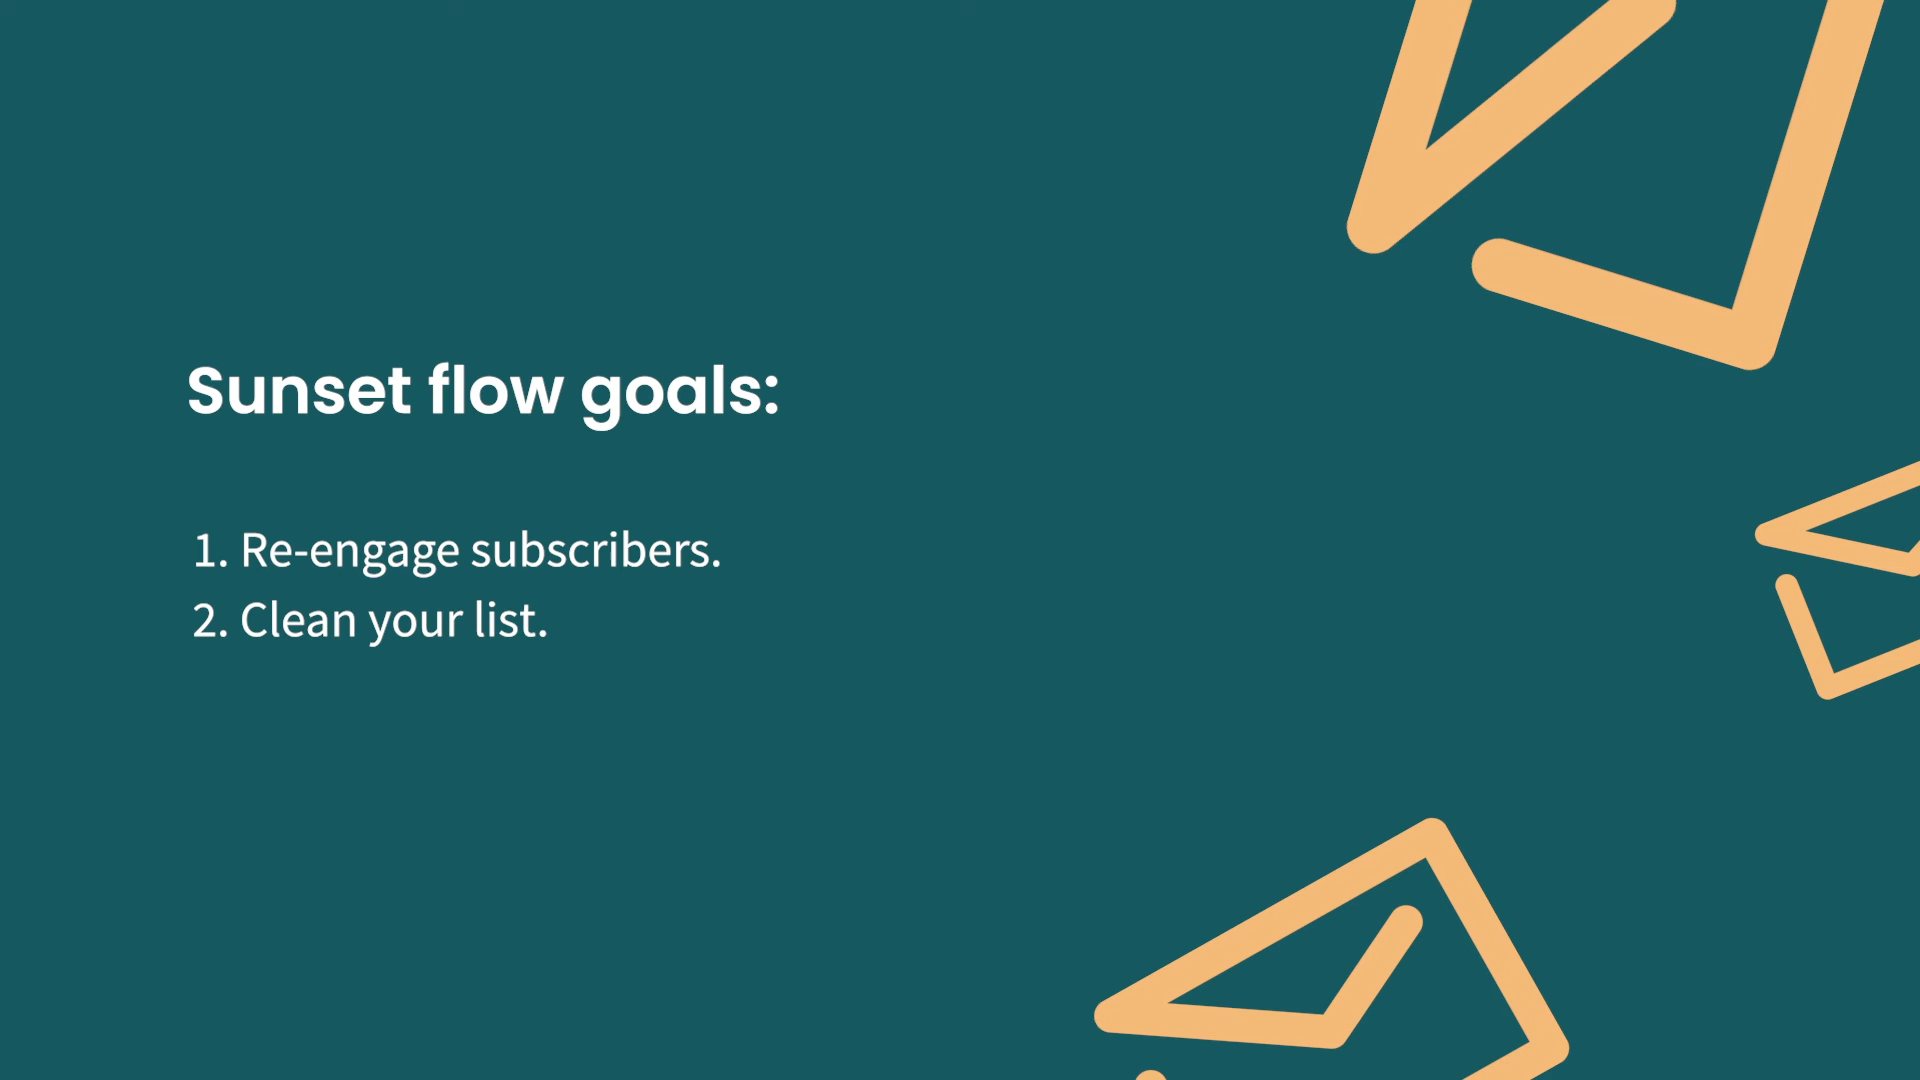 Sunset flow goals:
1. Re-engage subscribers.
2. Clean your list.